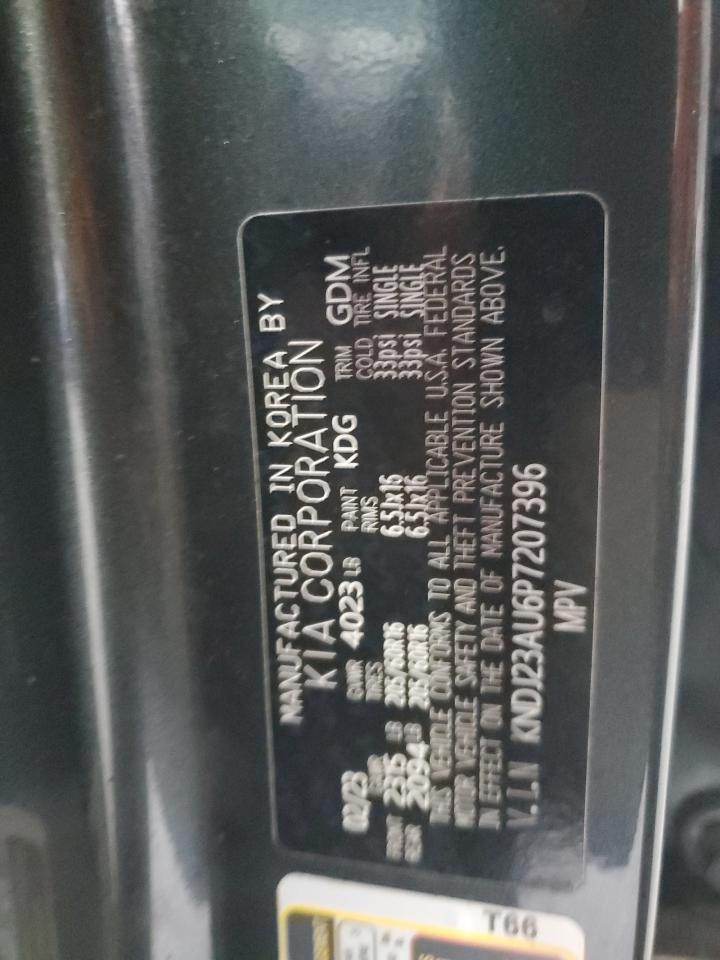 MANUFACTURED IN KOREA BY
KIA CORPORATION
02/23 GVWR 4023 LB PAINT KDG TRIM GDM
GAWR TIRES RIMS COLD TIRE INFL
FRONT 2315 LB 205/60R16 6.5Jx16 33psi SINGLE
REAR 2094 LB 205/60R16 6.5Jx16 33psi SINGLE
THIS VEHICLE CONFORMS TO ALL APPLICABLE U.S.A. FEDERAL
MOTOR VEHICLE SAFETY AND THEFT PREVENTION STANDARDS
IN EFFECT ON THE DATE OF MANUFACTURE SHOWN ABOVE.
V.I.N KNDJ23AU6P7207396
MPV
T66